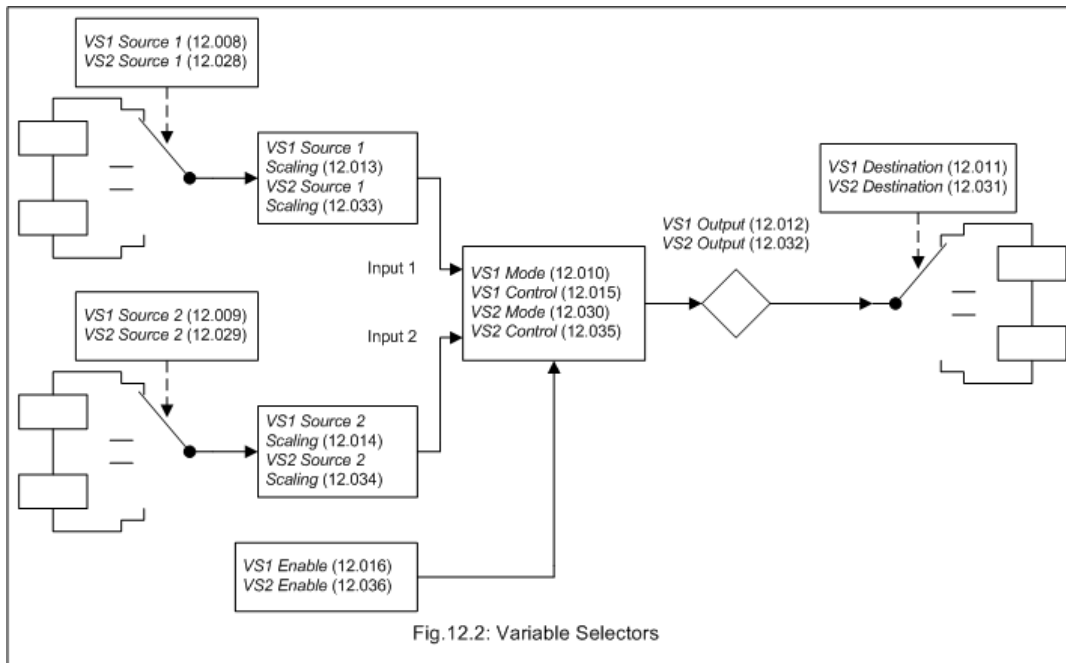 VS1 Source 1 (12.008)
VS2 Source 1 (12.028)
VS1 Source 1
Scaling (12.013)
VS2 Source 1
Scaling (12.033)
VS1 Destination (12.011)
VS2 Destination (12.031)
VS1 Output (12.012)
VS2 Output (12.032)
Input 1
VS1 Mode (12.010)
VS1 Control (12.015)
VS2 Mode (12.030)
VS2 Control (12.035)
VS1 Source 2 (12.009)
VS2 Source 2 (12.029)
Input 2
VS1 Source 2
Scaling (12.014)
VS2 Source 2
Scaling (12.034)
VS1 Enable (12.016)
VS2 Enable (12.036)
Fig.12.2: Variable Selectors